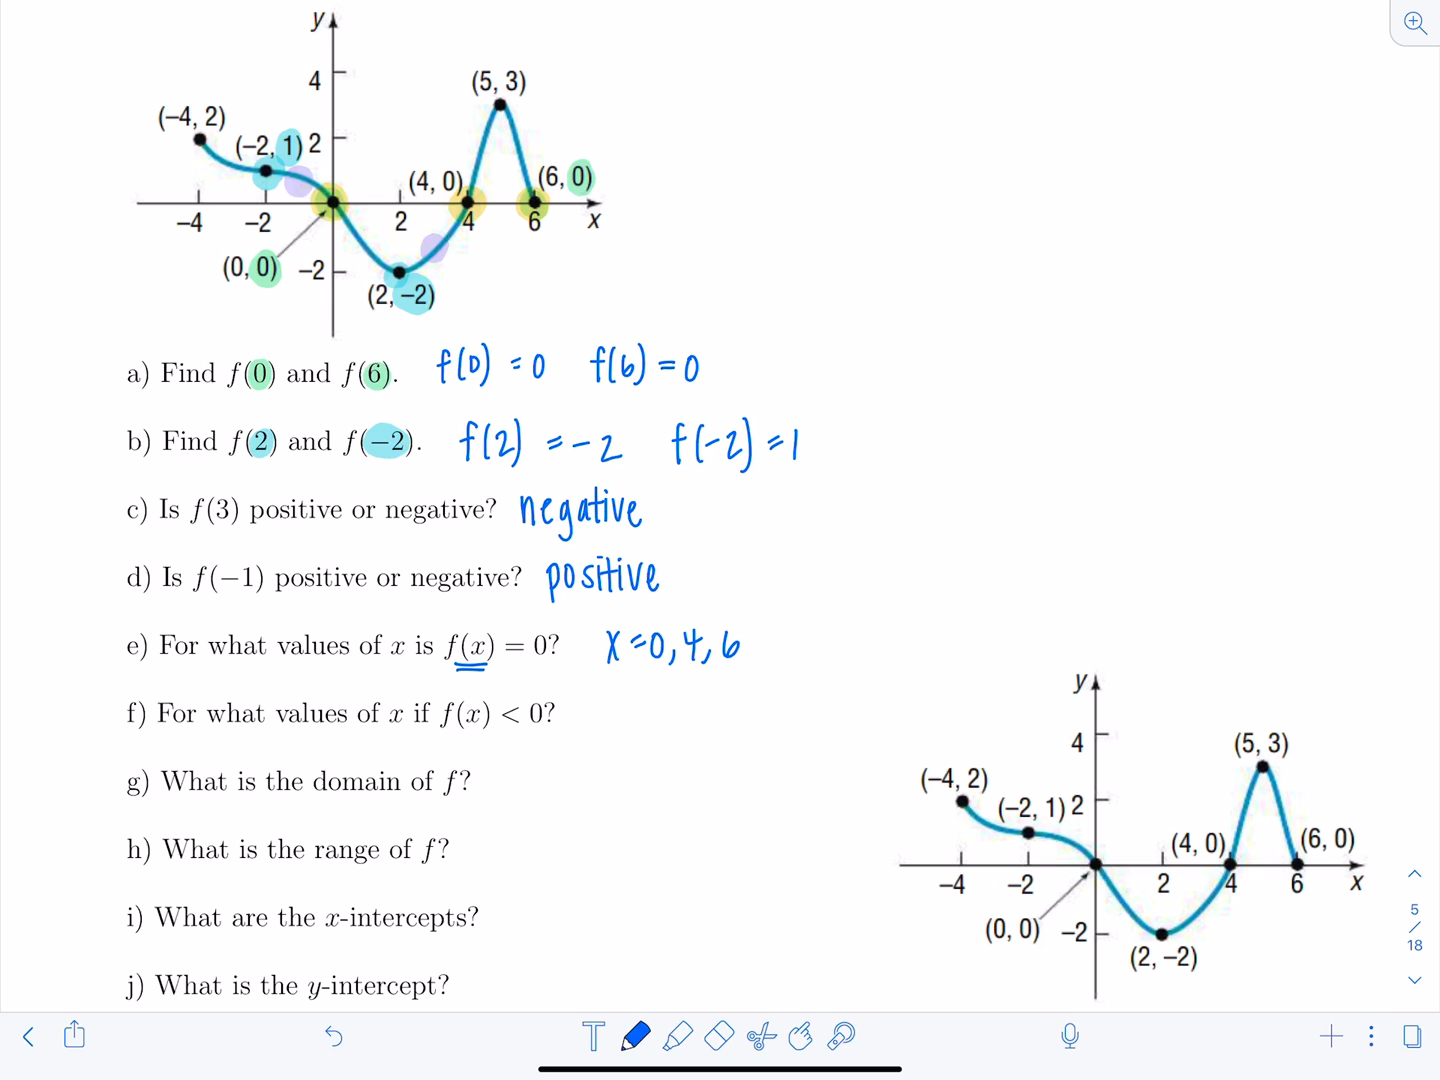 y
4
(5, 3)
(−4, 2)
(−2, 1) 2
(4, 0)
(6, 0)
−4 −2 2 4 6 x
(0, 0) −2
(2, −2)
a) Find f(0) and f(6). f(0) = 0 f(6) = 0
b) Find f(2) and f(−2). f(2) = −2 f(-2) = 1
c) Is f(3) positive or negative? negative
d) Is f(−1) positive or negative? positive
e) For what values of x is f(x) = 0? x = 0, 4, 6
f) For what values of x if f(x) < 0?
g) What is the domain of f?
h) What is the range of f?
i) What are the x-intercepts?
j) What is the y-intercept?
y
4
(5, 3)
(−4, 2)
(−2, 1) 2
(4, 0)
(6, 0)
−4 −2 2 4 6 x
(0, 0) −2
(2, −2)
5
/
18
T